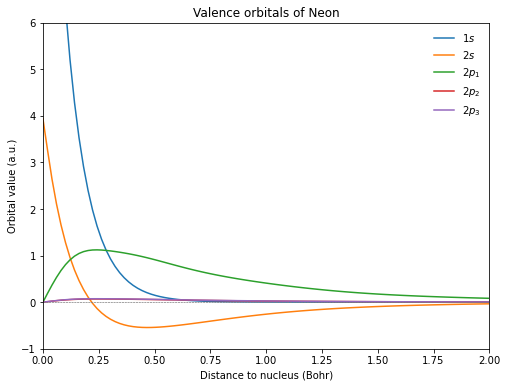 Valence orbitals of Neon
6
5
4
3
2
1
0
−1
Orbital value (a.u.)
1s
2s
2p₁
2p₂
2p₃
0.00 0.25 0.50 0.75 1.00 1.25 1.50 1.75 2.00
Distance to nucleus (Bohr)